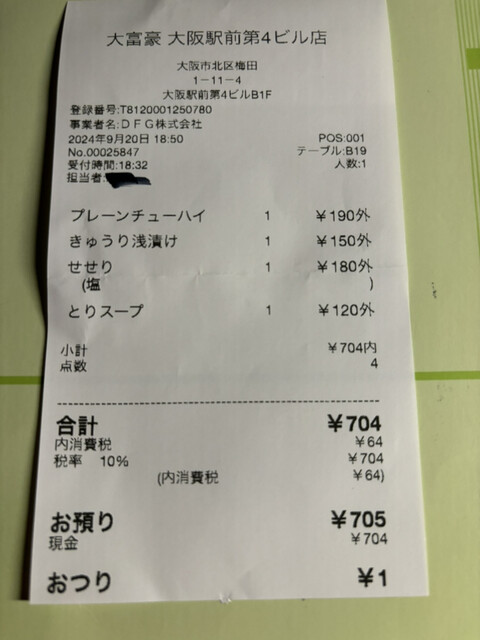 大富豪 大阪駅前第4ビル店
大阪市北区梅田
1-11-4
大阪駅前第4ビルB1F
登録番号:T8120001250780
事業者名:DFG株式会社
2024年9月20日 18:50 POS:001
No.00025847 テーブル:B19
受付時間:18:32 人数:1
担当者:
プレーンチューハイ 1 ¥190外
きゅうり浅漬け 1 ¥150外
せせり 1 ¥180外
(塩 )
とりスープ 1 ¥120外
小計 ¥704内
点数 4
合計 ¥704
内消費税 ¥64
税率 10% ¥704
(内消費税 ¥64)
お預り ¥705
現金 ¥704
おつり ¥1